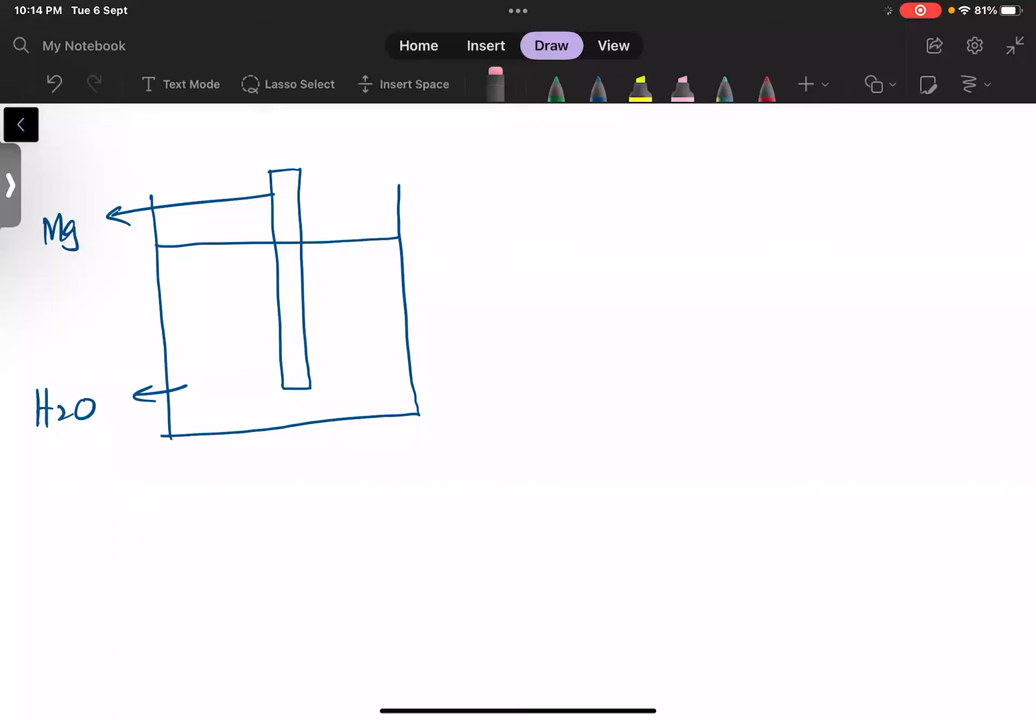 10:14 PM Tue 6 Sept 81%
My Notebook Home Insert Draw View
Text Mode Lasso Select Insert Space
Mg
H2O